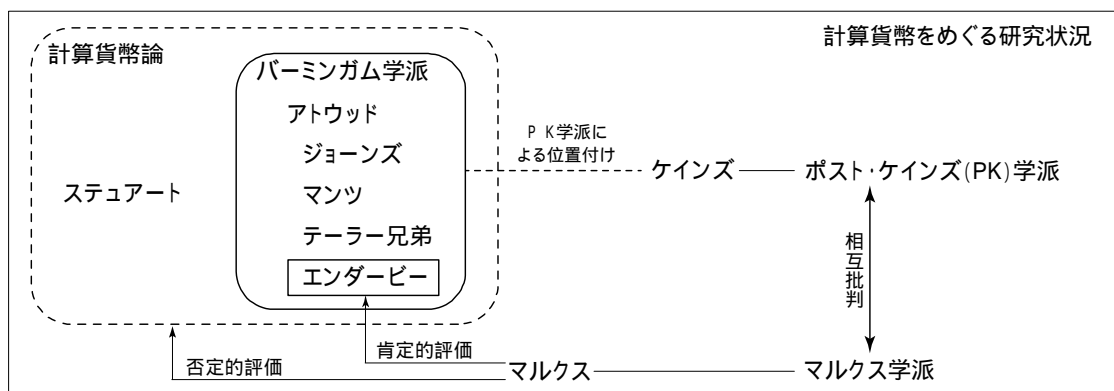 計算貨幣をめぐる研究状況
計算貨幣論
バーミンガム学派
アトウッド
ジョーンズ
マンツ
テーラー兄弟
エンダービー
ステュアート
ＰＫ学派に
よる位置付け
ケインズ
ポスト・ケインズ(PK)学派
相互批判
肯定的評価
否定的評価
マルクス
マルクス学派